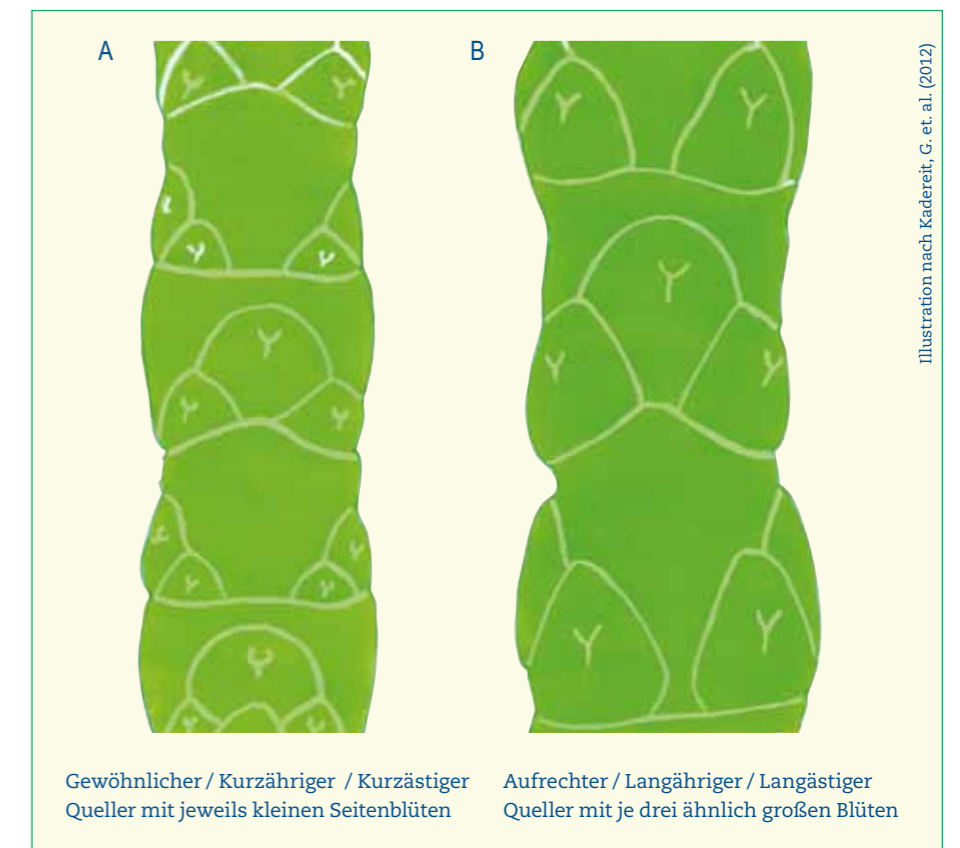 A
B
Illustration nach Kadereit, G. et. al. (2012)
Gewöhnlicher / Kurzähriger / Kurzästiger
Queller mit jeweils kleinen Seitenblüten
Aufrechter / Langähriger / Langästiger
Queller mit je drei ähnlich großen Blüten